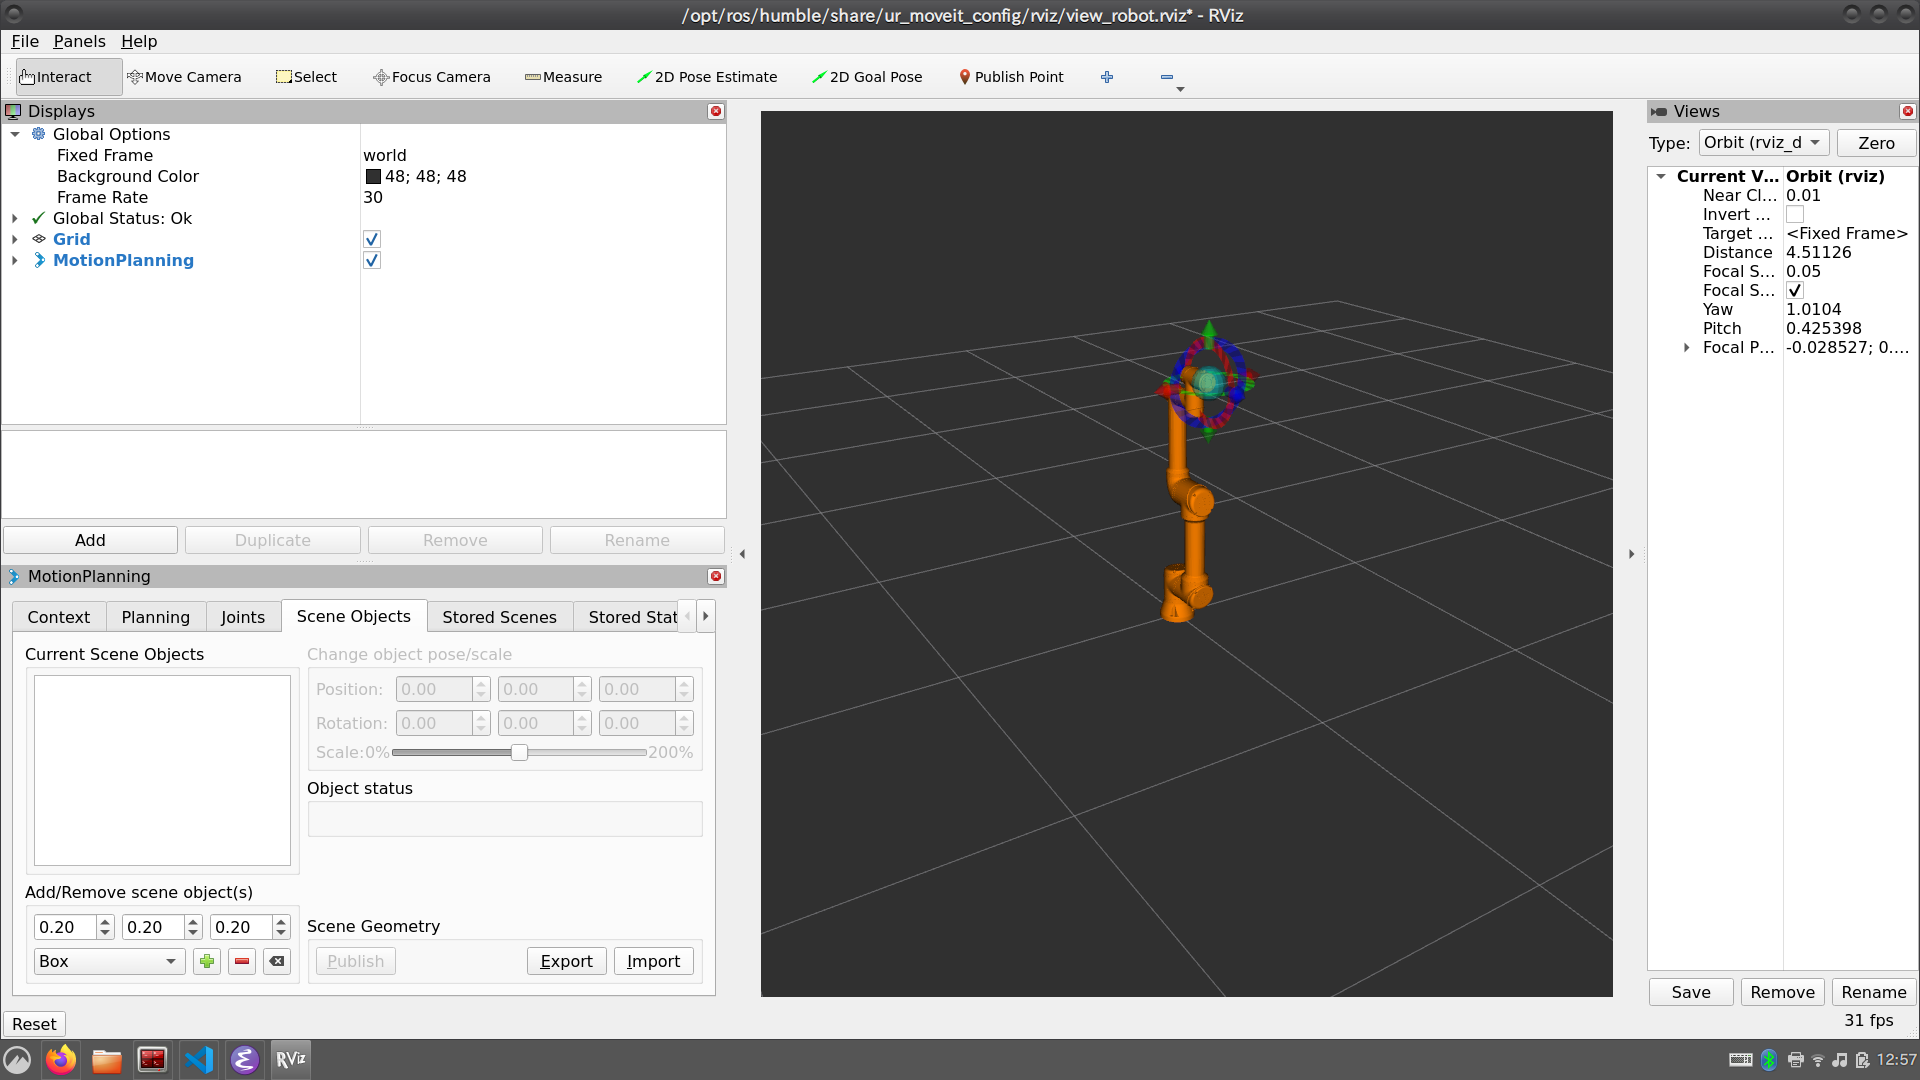 /opt/ros/humble/share/ur_moveit_config/rviz/view_robot.rviz* - RViz
File Panels Help
Interact Move Camera Select Focus Camera Measure 2D Pose Estimate 2D Goal Pose Publish Point
Displays
Global Options
Fixed Frame world
Background Color 48; 48; 48
Frame Rate 30
Global Status: Ok
Grid
MotionPlanning
Add Duplicate Remove Rename
MotionPlanning
Context Planning Joints Scene Objects Stored Scenes Stored Stat
Current Scene Objects
Change object pose/scale
Position: 0.00 0.00 0.00
Rotation: 0.00 0.00 0.00
Scale: 0% 200%
Object status
Add/Remove scene object(s)
0.20 0.20 0.20
Box
Scene Geometry
Publish Export Import
Reset
Views
Type: Orbit (rviz_d Zero
Current V... Orbit (rviz)
Near Cl... 0.01
Invert ...
Target ... <Fixed Frame>
Distance 4.51126
Focal S... 0.05
Focal S...
Yaw 1.0104
Pitch 0.425398
Focal P... -0.028527; 0....
Save Remove Rename
31 fps
RViz
12:57